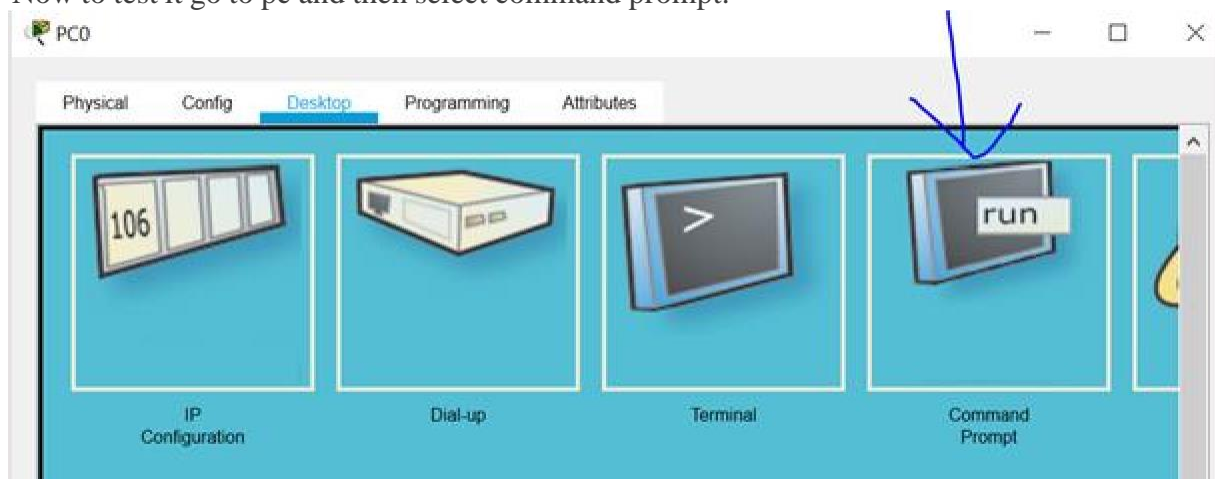 Now to test it go to pc and then select command prompt.
PC0
Physical Config Desktop Programming Attributes
106
>
run
IP
Configuration
Dial-up
Terminal
Command
Prompt